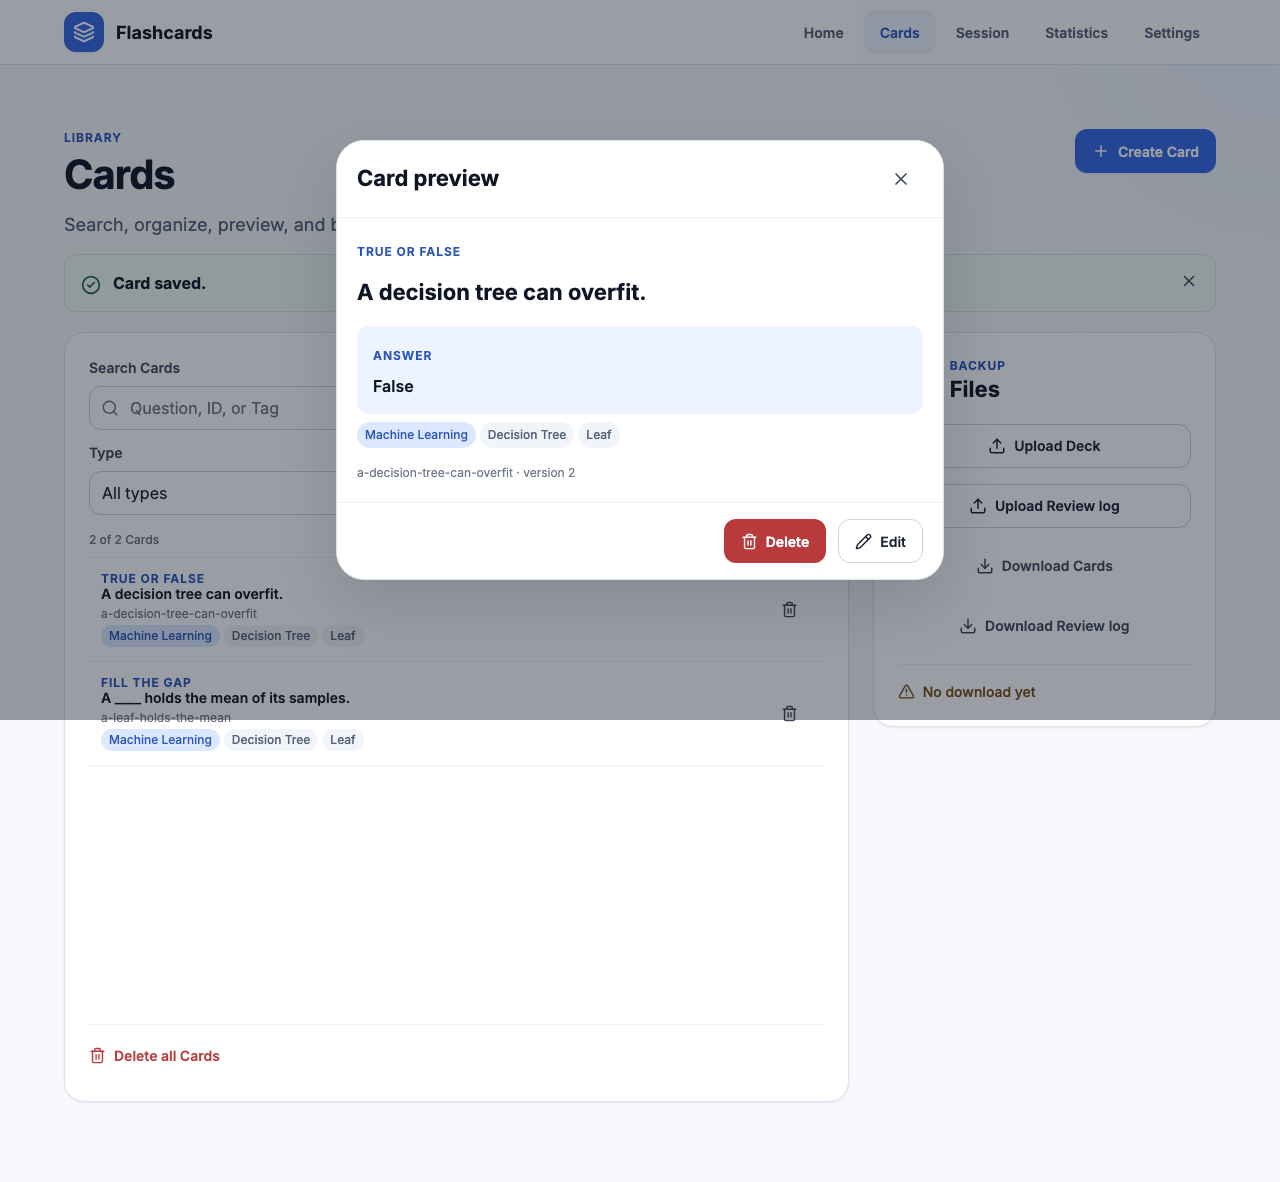 Flashcards
Home
Cards
Session
Statistics
Settings
LIBRARY
Cards
Search, organize, preview, and b
Create Card
Card saved.
Search Cards
Question, ID, or Tag
Type
All types
2 of 2 Cards
TRUE OR FALSE
A decision tree can overfit.
a-decision-tree-can-overfit
Machine Learning
Decision Tree
Leaf
FILL THE GAP
A ____ holds the mean of its samples.
a-leaf-holds-the-mean
Machine Learning
Decision Tree
Leaf
Delete all Cards
BACKUP
Files
Upload Deck
Upload Review log
Download Cards
Download Review log
No download yet
Card preview
TRUE OR FALSE
A decision tree can overfit.
ANSWER
False
Machine Learning
Decision Tree
Leaf
a-decision-tree-can-overfit · version 2
Delete
Edit